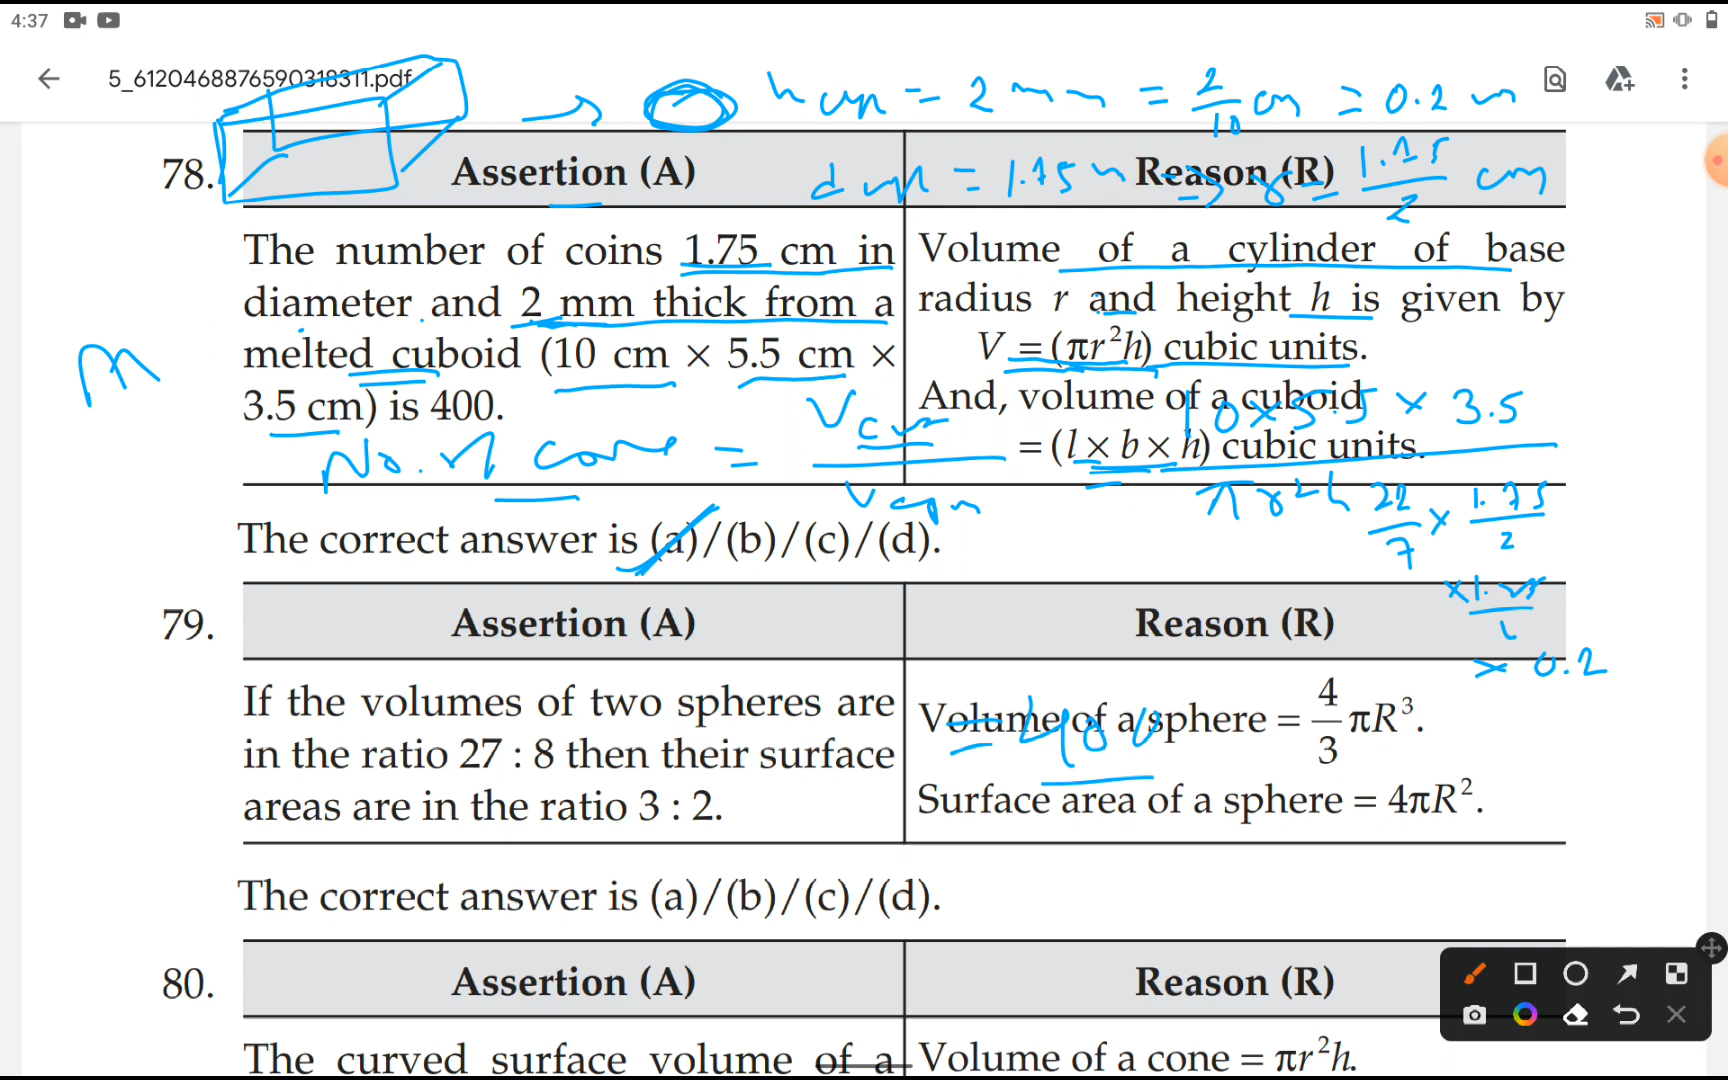 4:37
5_6120468876590318311.pdf
h = 2 mm = 2/10 cm = 0.2
78. Assertion (A) Reason (R)
d = 1.75 ⇒ r = 1.75/2 cm
The number of coins 1.75 cm in diameter and 2 mm thick from a melted cuboid (10 cm × 5.5 cm × 3.5 cm) is 400.
Volume of a cylinder of base radius r and height h is given by
V = (πr²h) cubic units.
And, volume of a cuboid
= (l × b × h) cubic units.
No. of = V / V
10 × 5.5 × 3.5
πr²h 22/7 × 1.75/2
× 0.2
= 400
The correct answer is (a)/(b)/(c)/(d).
79. Assertion (A) Reason (R)
If the volumes of two spheres are in the ratio 27 : 8 then their surface areas are in the ratio 3 : 2.
Volume of a sphere = 4/3 πR³.
Surface area of a sphere = 4πR².
The correct answer is (a)/(b)/(c)/(d).
80. Assertion (A) Reason (R)
The curved surface volume of a
Volume of a cone = πr²h.